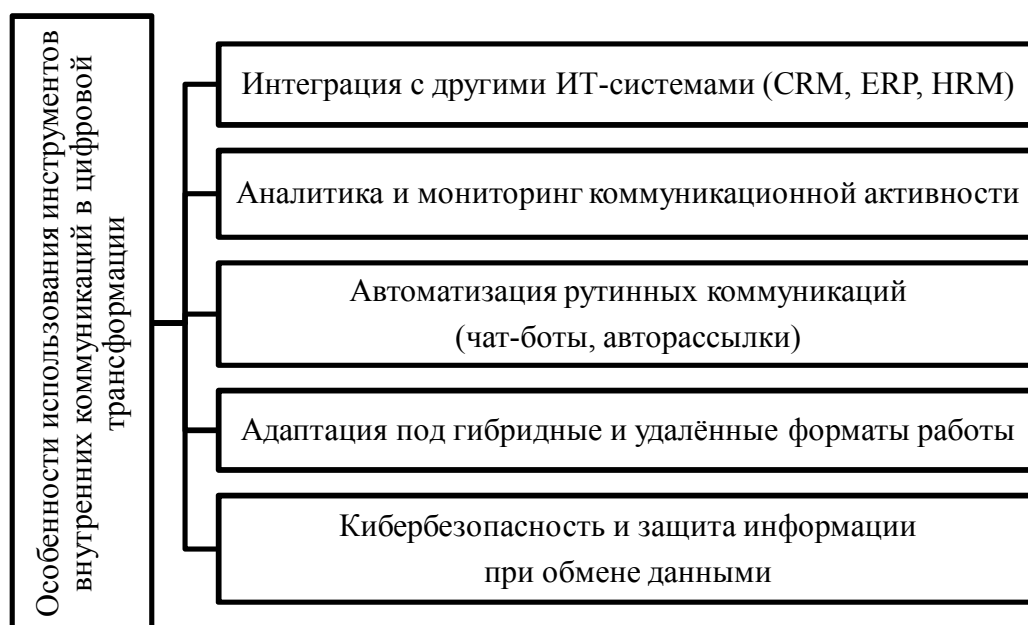 Особенности использования инструментов
внутренних коммуникаций в цифровой
трансформации
Интеграция с другими ИТ-системами (CRM, ERP, HRM)
Аналитика и мониторинг коммуникационной активности
Автоматизация рутинных коммуникаций
(чат-боты, авторассылки)
Адаптация под гибридные и удалённые форматы работы
Кибербезопасность и защита информации
при обмене данными